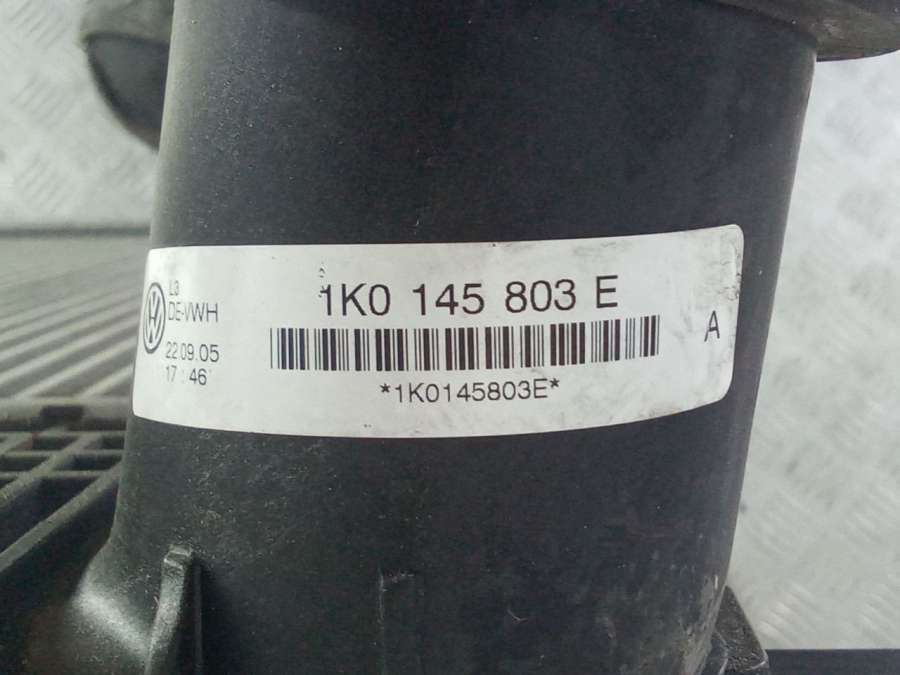 L3
DE-VWH
22.09.05
17:46
1K0 145 803 E
*1K0145803E*
A